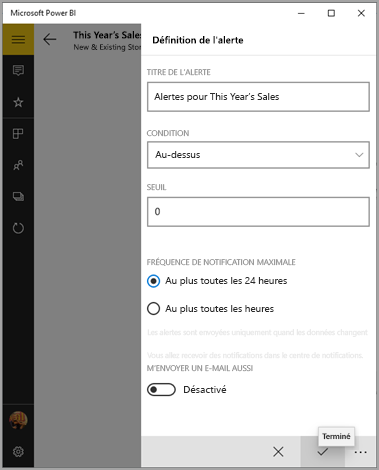 Microsoft Power BI
This Year's Sales
New & Existing Stor
Définition de l'alerte
TITRE DE L'ALERTE
Alertes pour This Year's Sales
CONDITION
Au-dessus
SEUIL
0
FRÉQUENCE DE NOTIFICATION MAXIMALE
Au plus toutes les 24 heures
Au plus toutes les heures
Les alertes sont envoyées uniquement quand les données changent.
Vous allez recevoir des notifications dans le centre de notifications.
M'ENVOYER UN E-MAIL AUSSI
Désactivé
Terminé